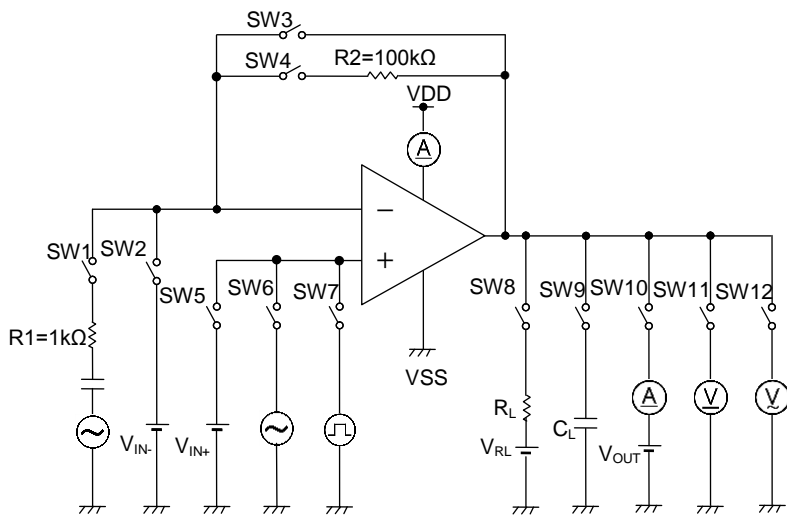 SW3
SW4
R2=100kΩ
VDD
A
−
+
VSS
SW1
SW2
SW5
SW6
SW7
R1=1kΩ
VIN-
VIN+
SW8
SW9
SW10
SW11
SW12
RL
VRL
CL
A
VOUT
V
V